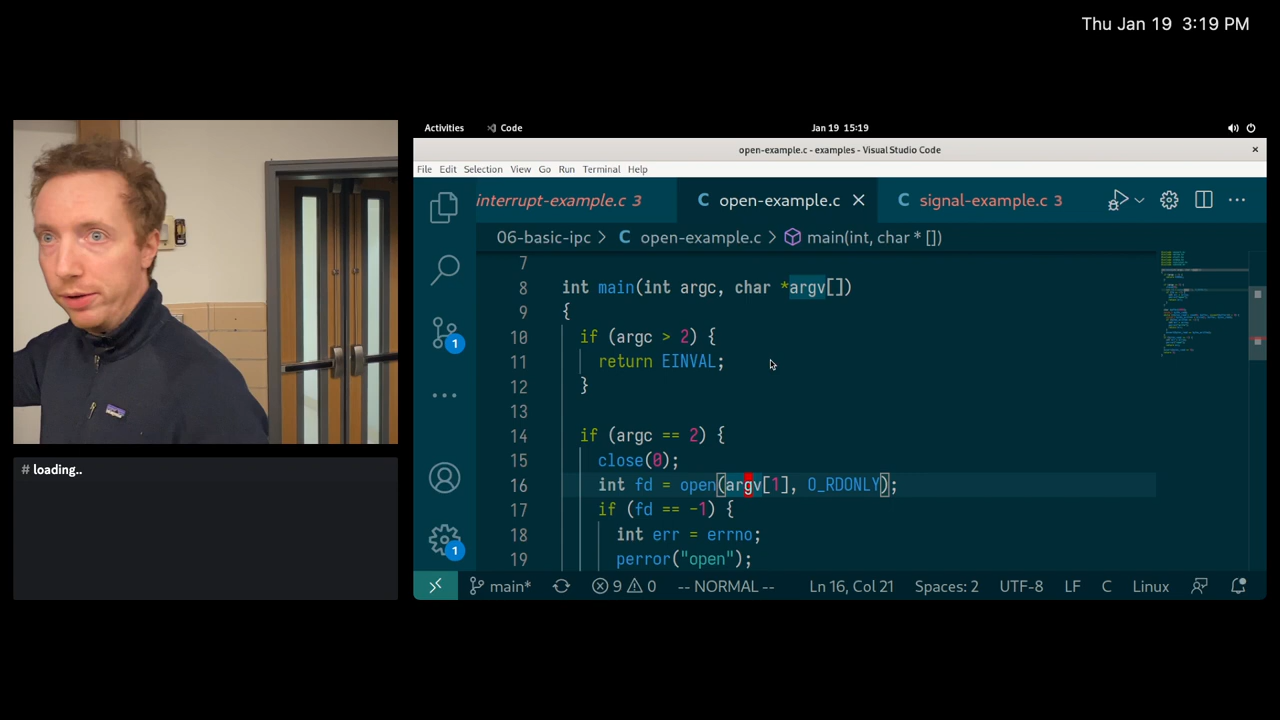 Thu Jan 19 3:19 PM
Activities Code Jan 19 15:19
open-example.c - examples - Visual Studio Code
File Edit Selection View Go Run Terminal Help
interrupt-example.c 3 open-example.c signal-example.c 3
06-basic-ipc > C open-example.c > main(int, char * [])
7
8 int main(int argc, char *argv[])
9 {
10 if (argc > 2) {
11 return EINVAL;
12 }
13
14 if (argc == 2) {
15 close(0);
16 int fd = open(argv[1], O_RDONLY);
17 if (fd == -1) {
18 int err = errno;
19 perror("open");
1
1
# loading..
main* 9 0 -- NORMAL -- Ln 16, Col 21 Spaces: 2 UTF-8 LF C Linux